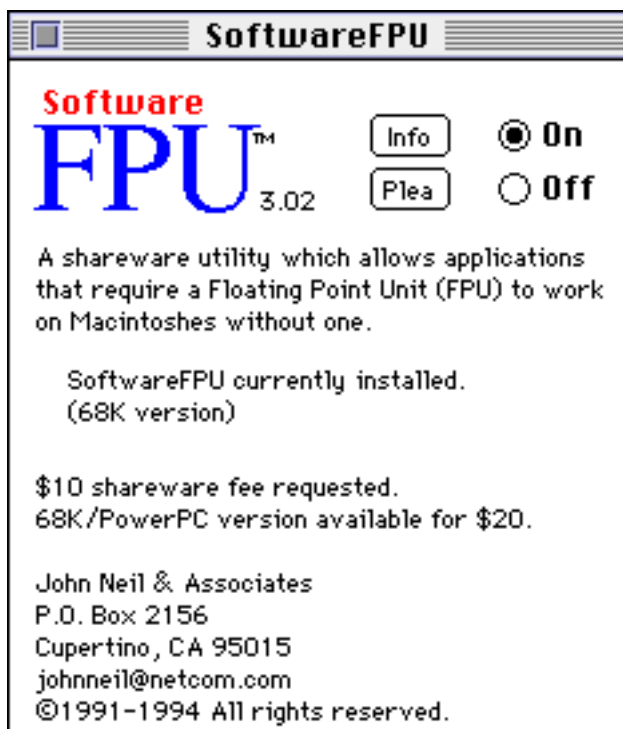 SoftwareFPU
Software
FPU™ 3.02
Info
On
Plea
Off
A shareware utility which allows applications
that require a Floating Point Unit (FPU) to work
on Macintoshes without one.
SoftwareFPU currently installed.
(68K version)
$10 shareware fee requested.
68K/PowerPC version available for $20.
John Neil & Associates
P.O. Box 2156
Cupertino, CA 95015
johnneil@netcom.com
©1991-1994 All rights reserved.